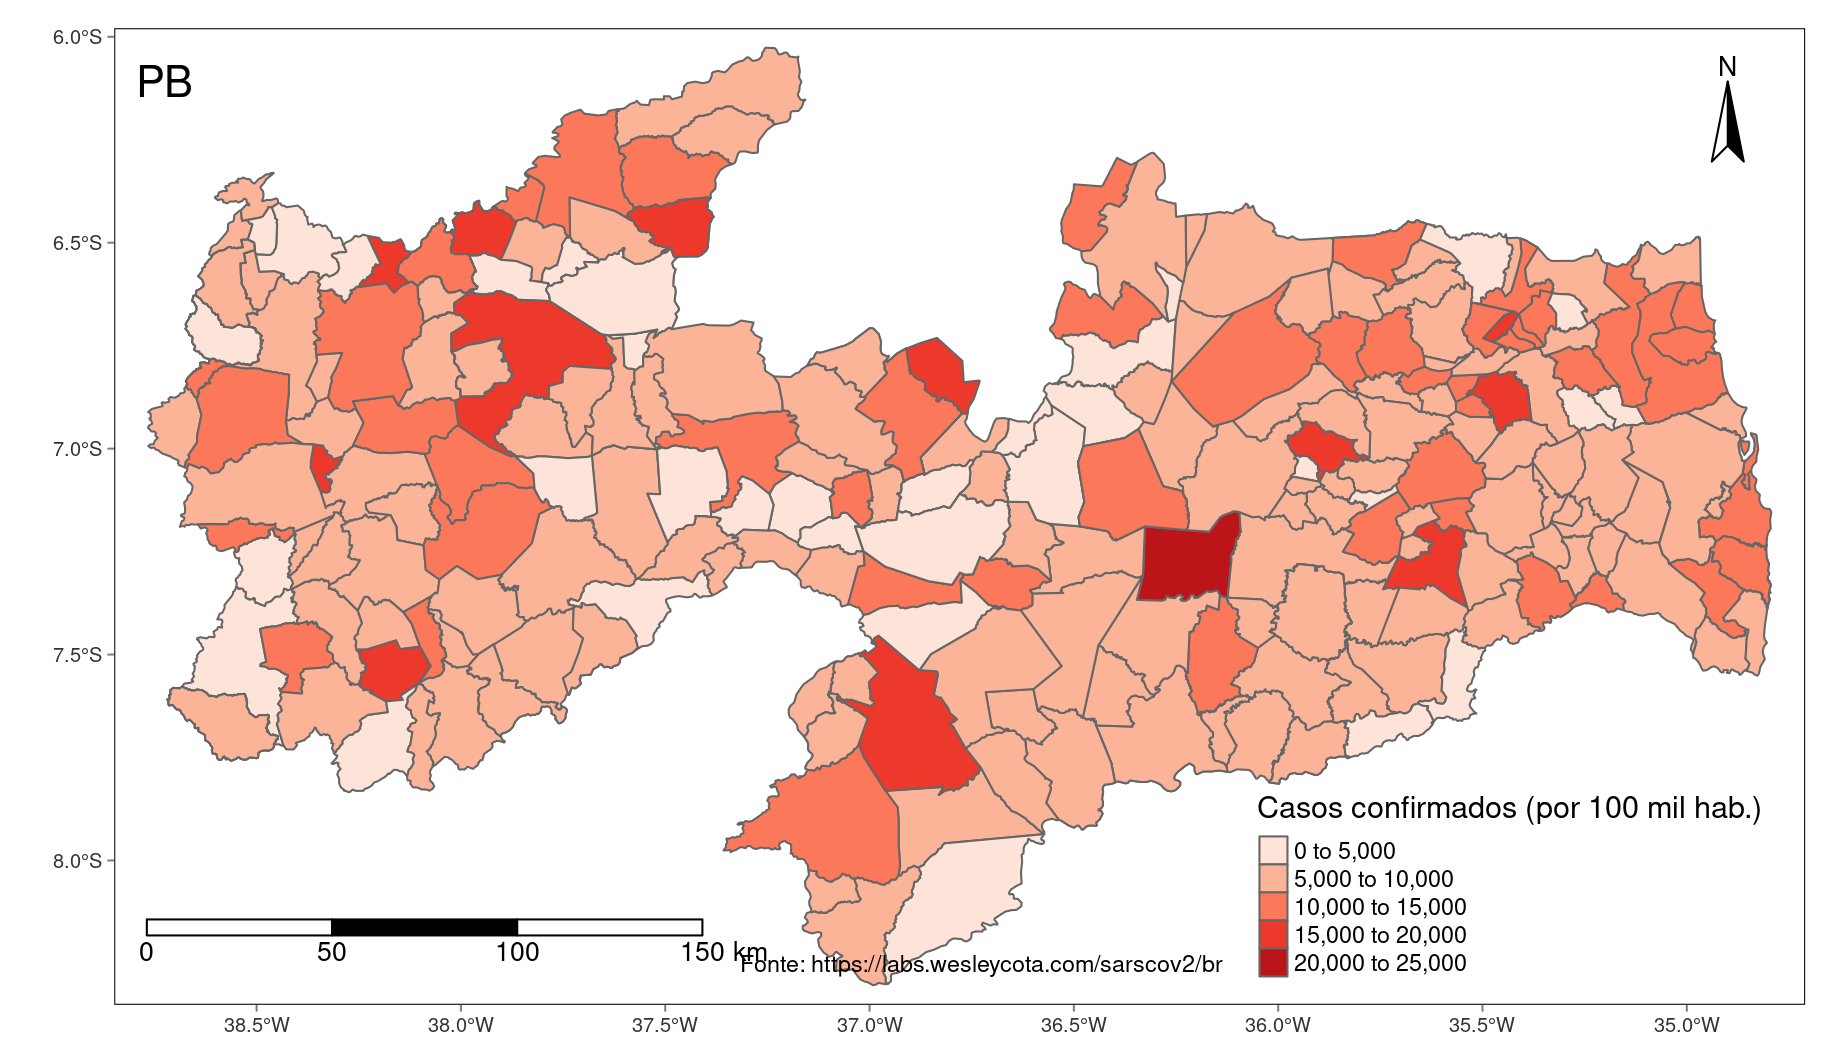 6.0°S
PB
N
6.5°S
7.0°S
7.5°S
8.0°S
Casos confirmados (por 100 mil hab.)
0 to 5,000
5,000 to 10,000
10,000 to 15,000
15,000 to 20,000
20,000 to 25,000
0 50 100 150 km
Fonte: https://labs.wesleycota.com/sarscov2/br
38.5°W 38.0°W 37.5°W 37.0°W 36.5°W 36.0°W 35.5°W 35.0°W